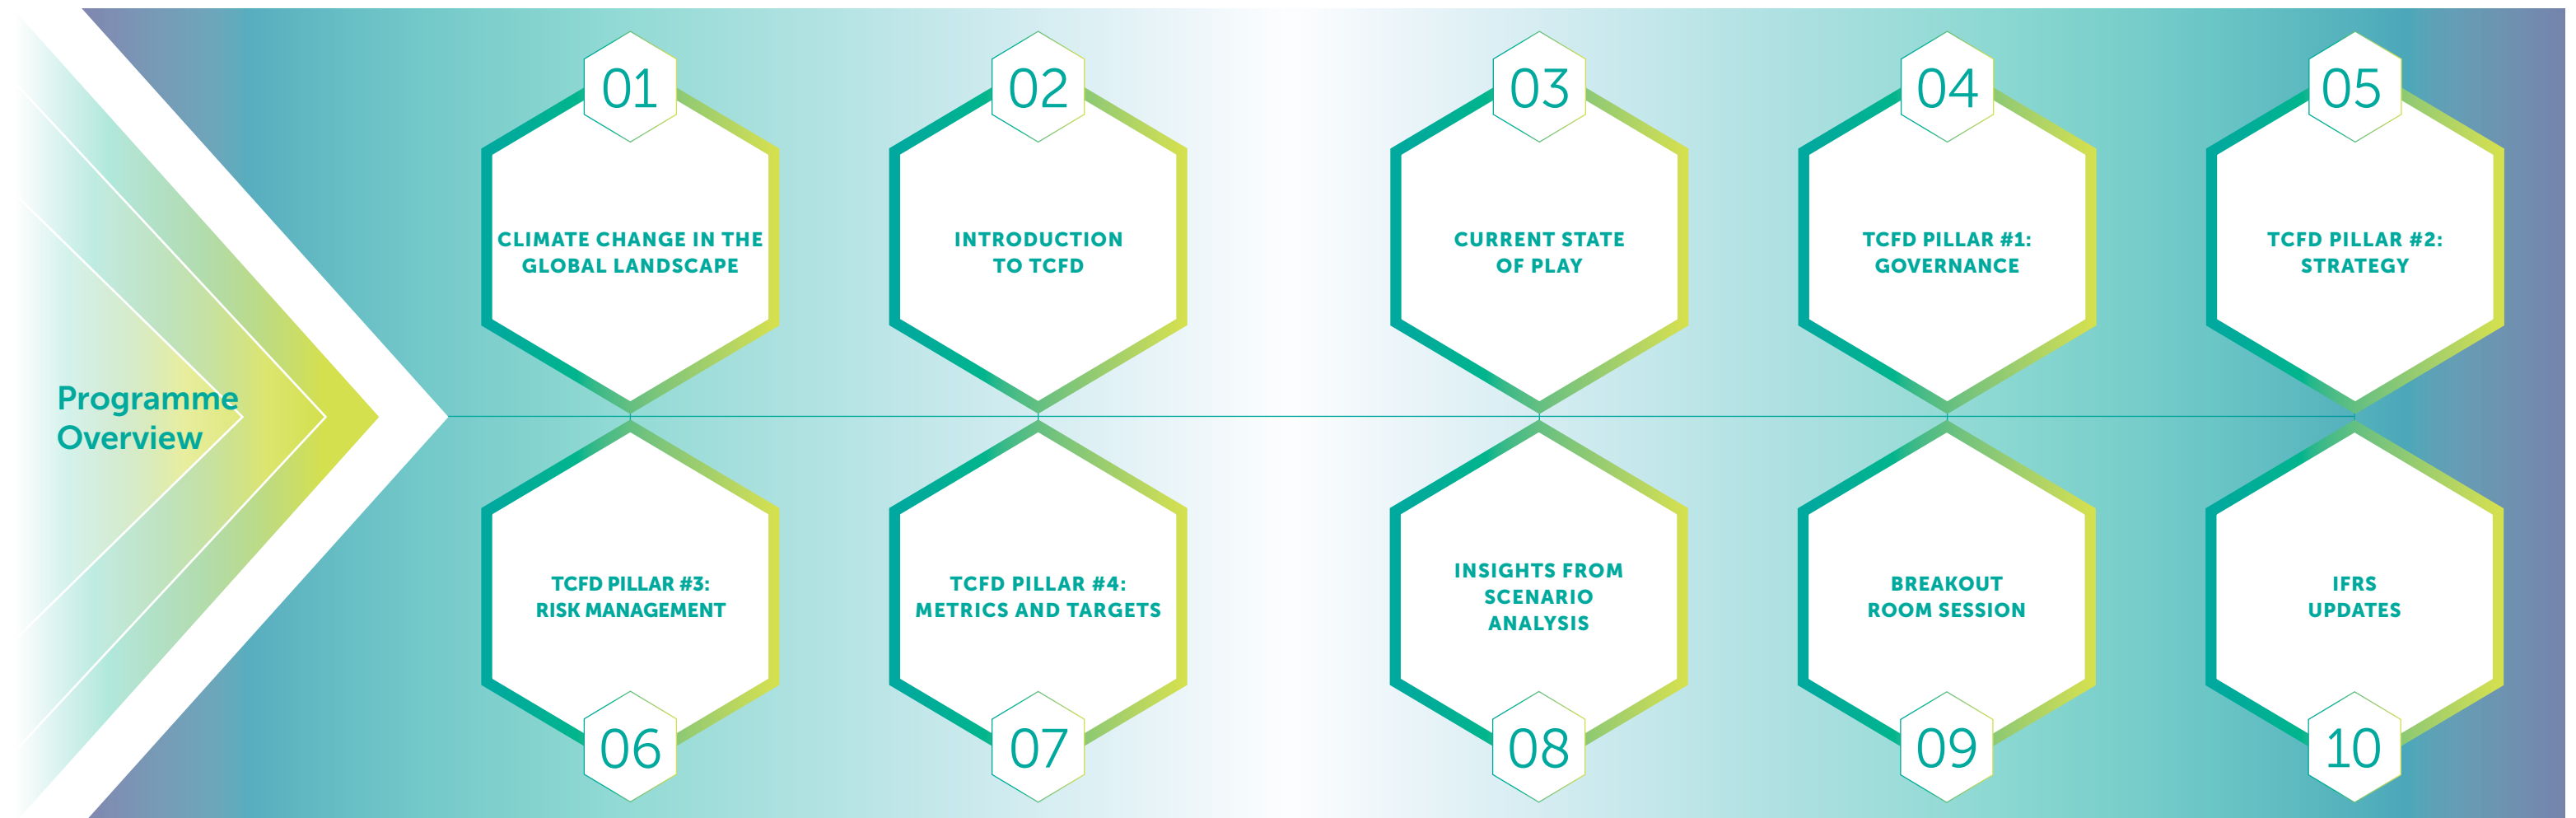 Programme
Overview
01
CLIMATE CHANGE IN THE
GLOBAL LANDSCAPE
02
INTRODUCTION
TO TCFD
03
CURRENT STATE
OF PLAY
04
TCFD PILLAR #1:
GOVERNANCE
05
TCFD PILLAR #2:
STRATEGY
TCFD PILLAR #3:
RISK MANAGEMENT
06
TCFD PILLAR #4:
METRICS AND TARGETS
07
INSIGHTS FROM
SCENARIO
ANALYSIS
08
BREAKOUT
ROOM SESSION
09
IFRS
UPDATES
10